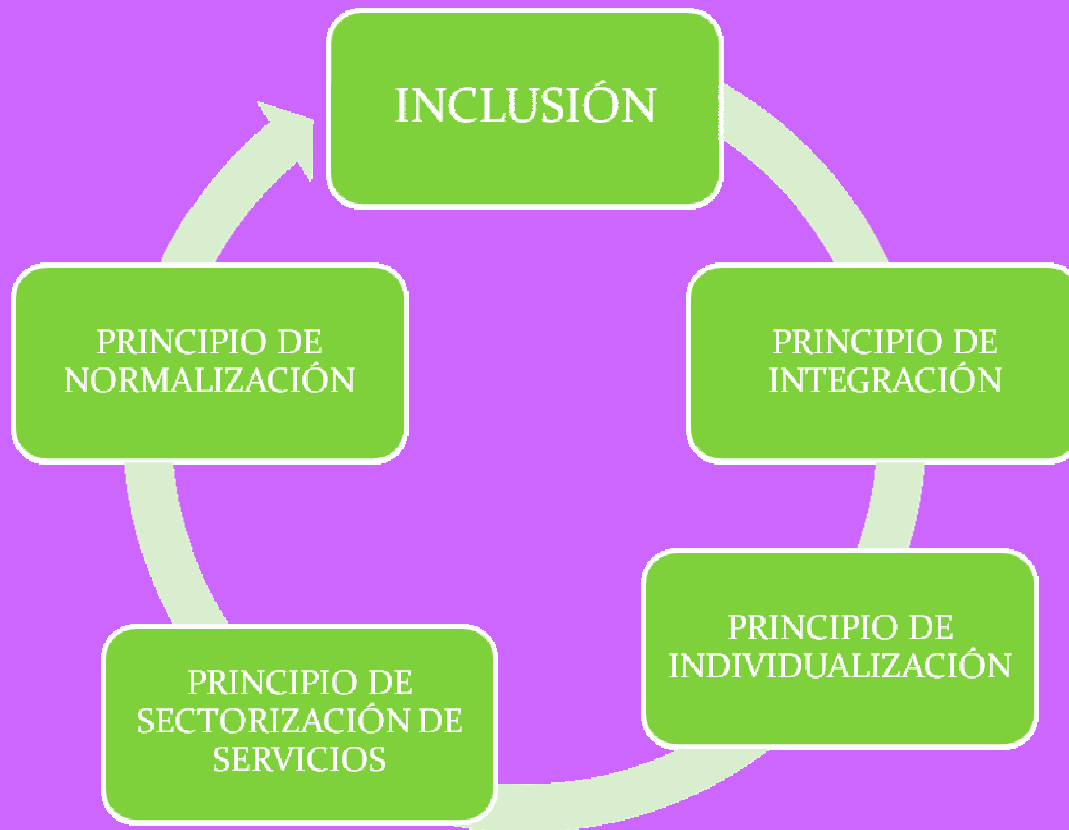 INCLUSIÓN
PRINCIPIO DE
INTEGRACIÓN
PRINCIPIO DE
INDIVIDUALIZACIÓN
PRINCIPIO DE
SECTORIZACIÓN DE
SERVICIOS
PRINCIPIO DE
NORMALIZACIÓN